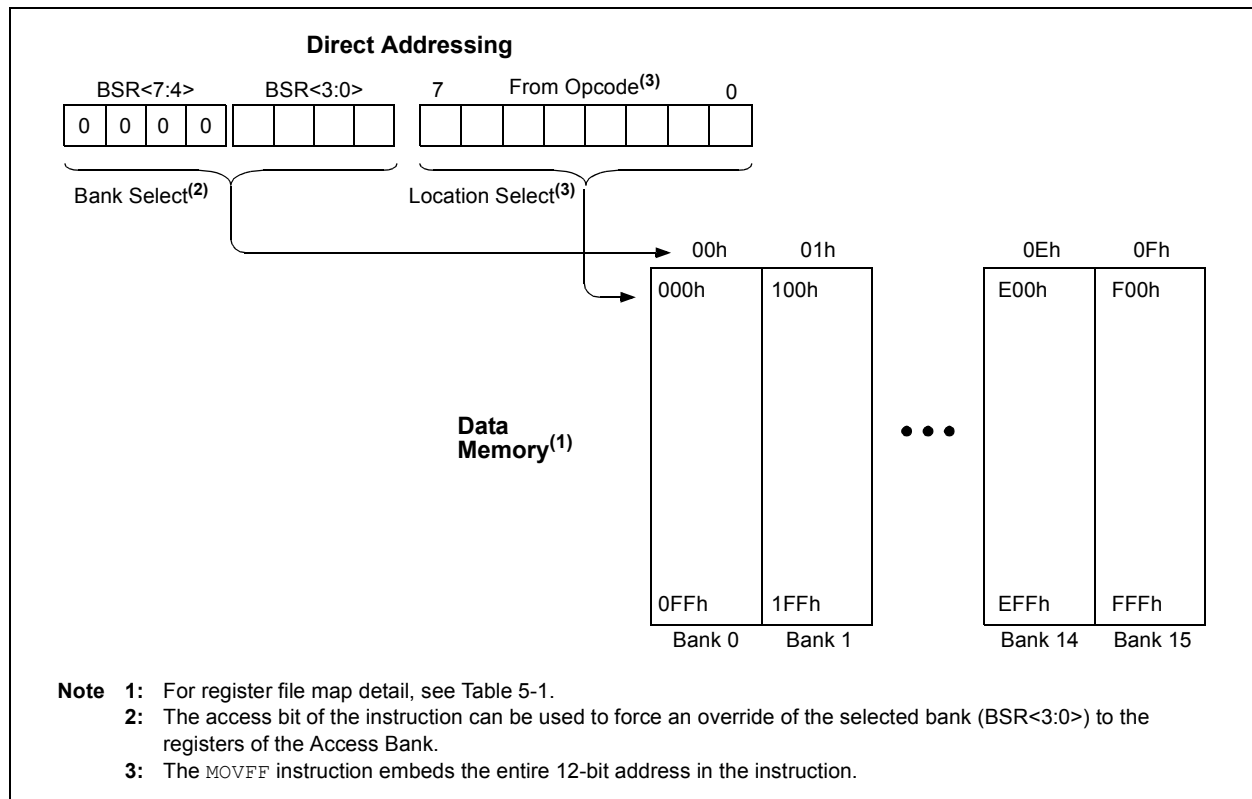 Direct Addressing
BSR<7:4> BSR<3:0> 7 From Opcode(3) 0
0 0 0 0
Bank Select(2) Location Select(3)
00h 01h 0Eh 0Fh
000h 100h E00h F00h
Data
Memory(1)
0FFh 1FFh EFFh FFFh
Bank 0 Bank 1 Bank 14 Bank 15
Note 1: For register file map detail, see Table 5-1.
2: The access bit of the instruction can be used to force an override of the selected bank (BSR<3:0>) to the
registers of the Access Bank.
3: The MOVFF instruction embeds the entire 12-bit address in the instruction.